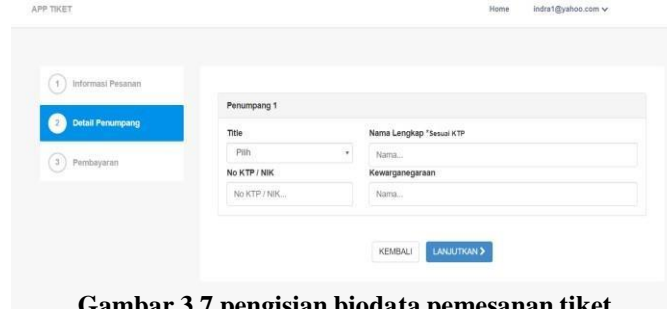 APP TIKET Home indra1@yahoo.com
1 Informasi Pesanan
2 Detail Penumpang
3 Pembayaran
Penumpang 1
Title Nama Lengkap *Sesuai KTP
Pilih Nama...
No KTP / NIK Kewarganegaraan
No KTP / NIK... Nama...
KEMBALI LANJUTKAN
Gambar 3.7 pengisian biodata pemesanan tiket